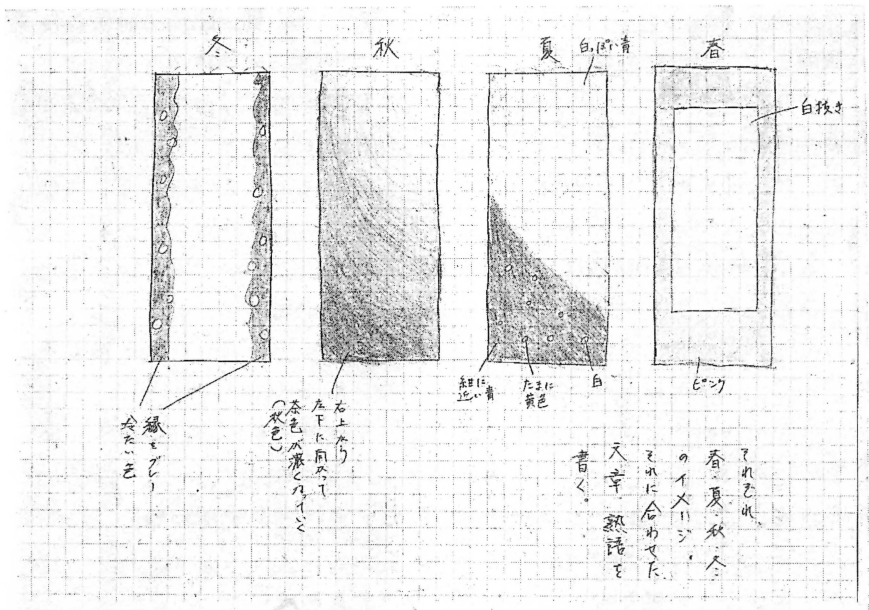 春
白抜き
ピンク
夏
白っぽい青
紺に
近い青
たまに
黄色
白
秋
右上から
左下に向かって
茶色が濃くなっていく
(秋色)
冬
縁をグレー
冷たい色
それぞれ、
春・夏・秋・冬
のイメージ。
それに合わせた
文章、熟語を
書く。